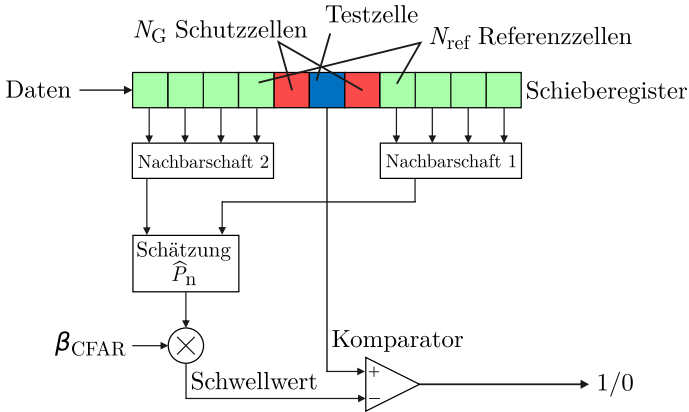 Testzelle
N_G Schutzzellen
N_ref Referenzzellen
Daten
Schieberegister
Nachbarschaft 2
Nachbarschaft 1
Schätzung
P̂_n
β_CFAR
×
Komparator
+
Schwellwert
−
1/0